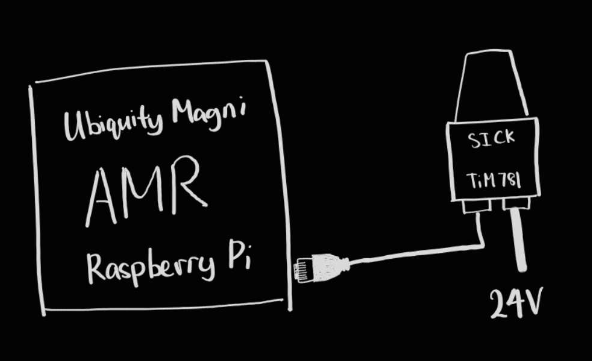 Ubiquity Magni
AMR
Raspberry Pi
SICK
TiM781
24V